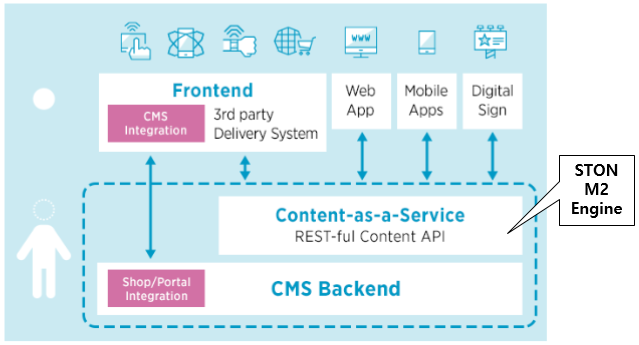 WWW
Frontend
CMS
Integration
3rd party
Delivery System
Web
App
Mobile
Apps
Digital
Sign
STON
M2
Engine
Content-as-a-Service
REST-ful Content API
Shop/Portal
Integration
CMS Backend